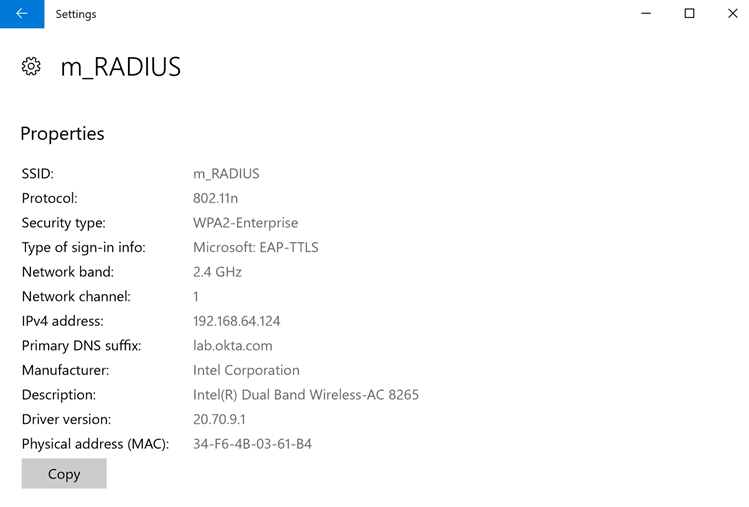 Settings
m_RADIUS
Properties
SSID: m_RADIUS
Protocol: 802.11n
Security type: WPA2-Enterprise
Type of sign-in info: Microsoft: EAP-TTLS
Network band: 2.4 GHz
Network channel: 1
IPv4 address: 192.168.64.124
Primary DNS suffix: lab.okta.com
Manufacturer: Intel Corporation
Description: Intel(R) Dual Band Wireless-AC 8265
Driver version: 20.70.9.1
Physical address (MAC): 34-F6-4B-03-61-B4
Copy